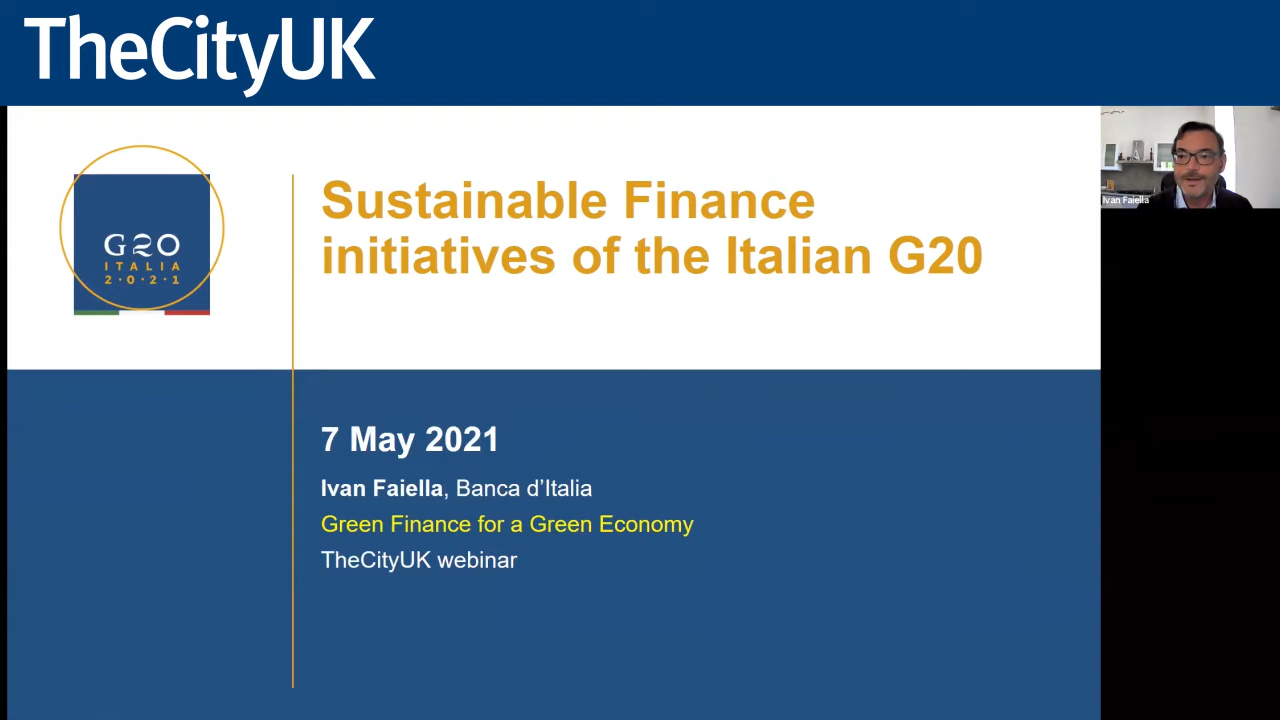 TheCityUK
G20
ITALIA
2·0·2·1
Sustainable Finance
initiatives of the Italian G20
Ivan Faiella
7 May 2021
Ivan Faiella, Banca d’Italia
Green Finance for a Green Economy
TheCityUK webinar